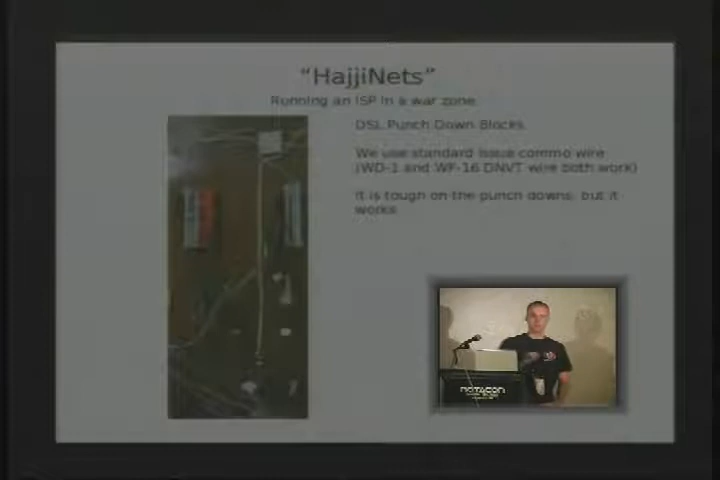 “HajjiNets”
Running an ISP in a war zone
DSL Punch Down Blocks
We use standard issue commo wire
(WD-1 and WF-16 DNVT wire both work)
It is tough on the punch downs, but it
works
NOTACON